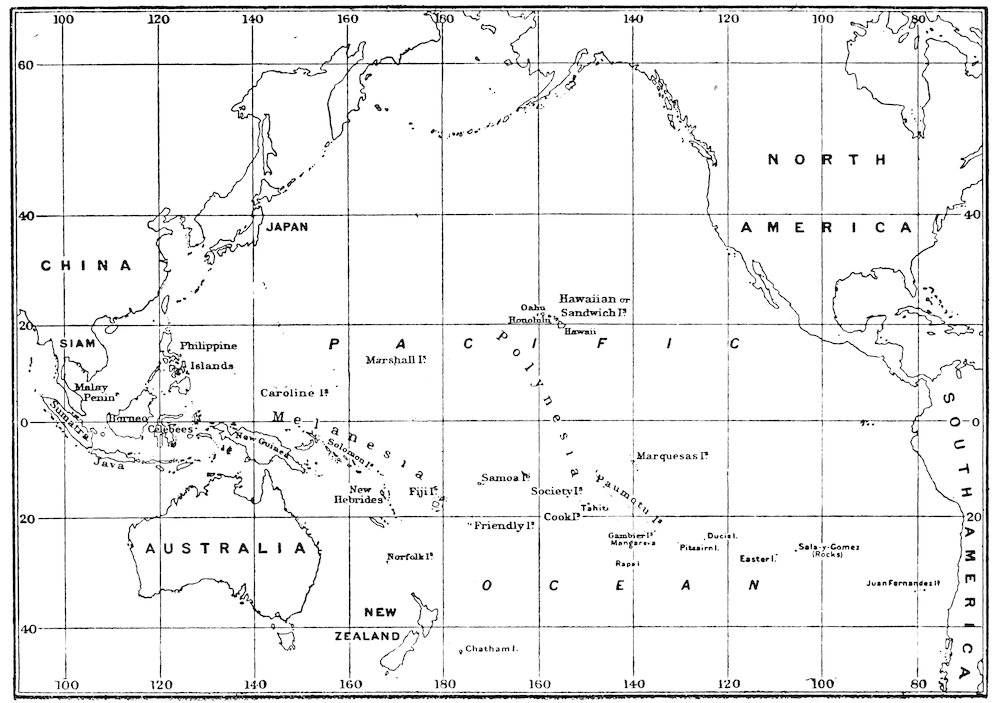 100 120 140 160 180 160 140 120 100 80
60
NORTH
40 40
AMERICA
JAPAN
CHINA
Hawaiian or
Oahu
Sandwich Iˢ.
Honolulu
Hawaii
20 20
SIAM
Philippine
Islands
PACIFIC
Marshall Iˢ.
Polynesia
Malay
Penin.ʳ
Caroline Iˢ.
Sumatra
Borneo
Celebees
0 0
Melanesia
New Guinea
Solomon Iˢ.
Java
SOUTH AMERICA
Marquesas Iˢ.
Samoa Iˢ.
Paumotu Iˢ.
New
Hebrides
Fiji Iˢ.
Society Iˢ.
Tahiti
20 20
Cook Iˢ.
Friendly Iˢ.
AUSTRALIA
Gambier Iˢ.
Mangareva
Ducie I.
Pitcairn I.
Sala-y-Gomez
(Rocks)
Norfolk Iˢ.
Easter I.
Rapa I
OCEAN
Juan Fernandez Iˢ.
NEW
ZEALAND
40
Chatham I.
100 120 140 160 180 160 140 120 100 80